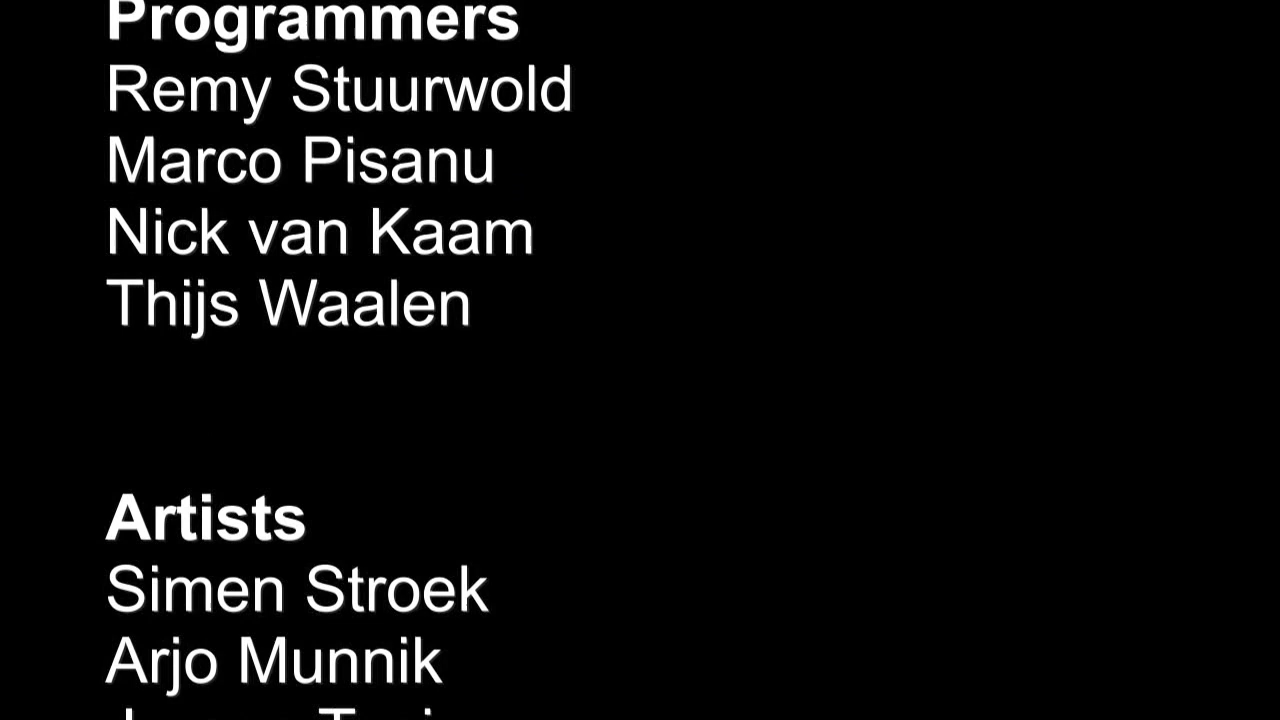 Programmers
Remy Stuurwold
Marco Pisanu
Nick van Kaam
Thijs Waalen
Artists
Simen Stroek
Arjo Munnik